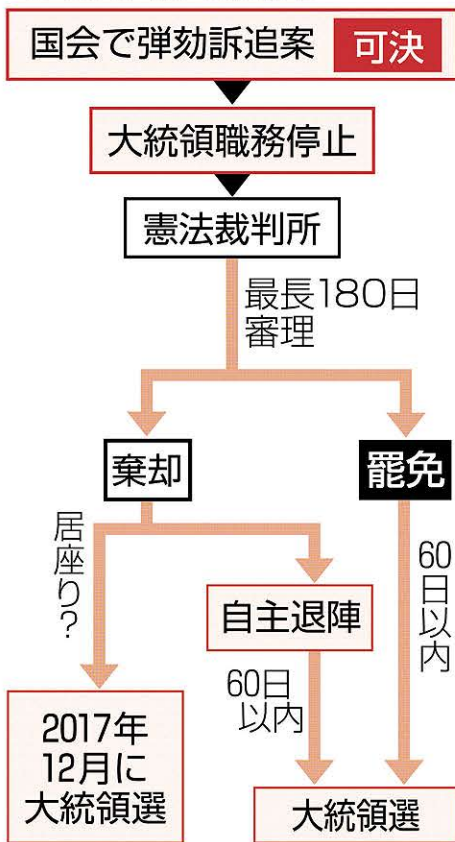 国会で弾劾訴追案 可決
大統領職務停止
憲法裁判所
最長180日
審理
棄却
罷免
居座り?
60日以内
自主退陣
60日
以内
2017年
12月に
大統領選
大統領選